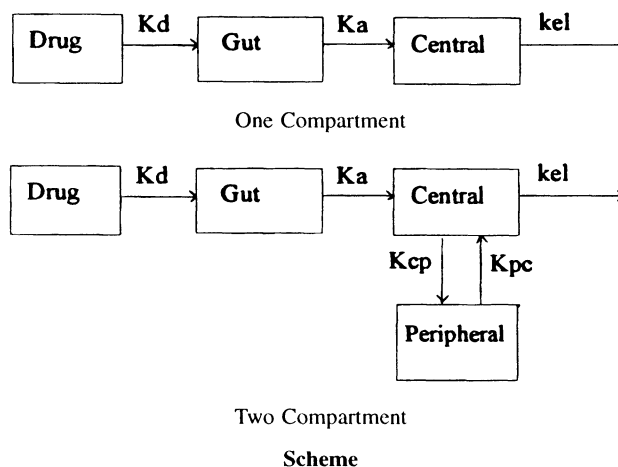 Kd Ka kel
Drug Gut Central
One Compartment
Kd Ka kel
Drug Gut Central
Kcp Kpc
Peripheral
Two Compartment
Scheme